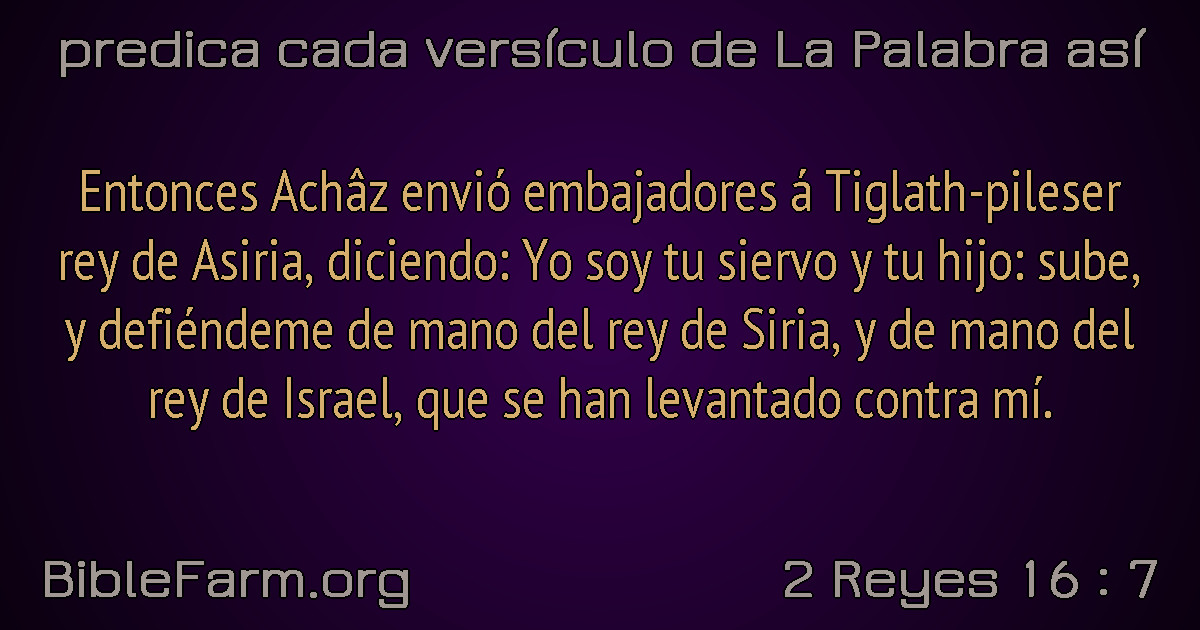 predica cada versículo de La Palabra así
Entonces Achâz envió embajadores á Tiglath-pileser
rey de Asiria, diciendo: Yo soy tu siervo y tu hijo: sube,
y defiéndeme de mano del rey de Siria, y de mano del
rey de Israel, que se han levantado contra mí.
BibleFarm.org
2 Reyes 16 : 7